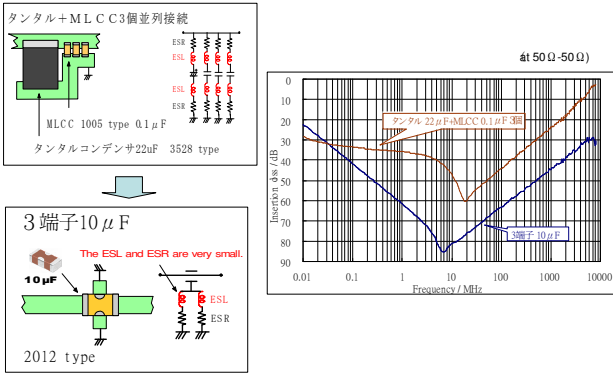 タンタル+MLCC3個並列接続
ESR
ESL
ESL
ESR
MLCC 1005 type 0.1μF
タンタルコンデンサ22uF 3528 type
3端子10μF
The ESL and ESR are very small.
10μF
ESL
ESR
2012 type
át 50Ω-50Ω)
0
10
20
30
40
50
60
70
80
90
Insertion ϕss / dB
タンタル 22μF+MLCC 0.1μF 3個
3端子 10μF
0.01 0.1 1 10 100 1000 10000
Frequency / MHz